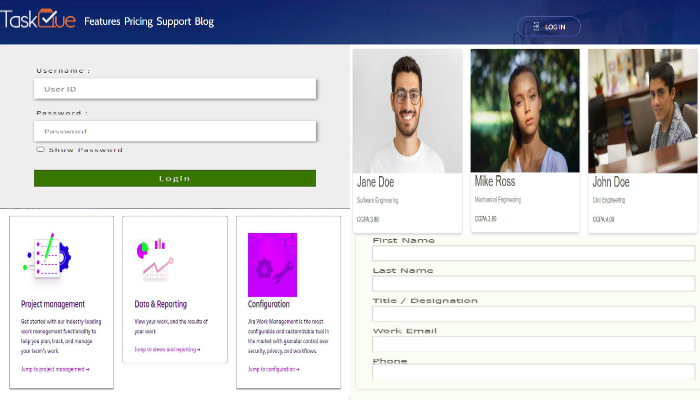 TaskQue
Features Pricing Support Blog
LOG IN
Username :
User ID
Password :
Password
Show Password
Login
Jane Doe
Software Engineering
CGPA 3.88
Mike Ross
Mechanical Engineering
CGPA 3.99
John Doe
Civil Engineering
CGPA 4.00
Project management
Get started with our industry-leading
work management functionality to
help you plan, track, and manage
your team's work.
Jump to project management →
Data & Reporting
View your work, and the results of
your work
Jump to views and reporting →
Configuration
Jira Work Management is the most
configurable and customizable tool in
the market with granular control over
security, privacy, and workflows.
Jump to configuration →
First Name
Last Name
Title / Designation
Work Email
Phone